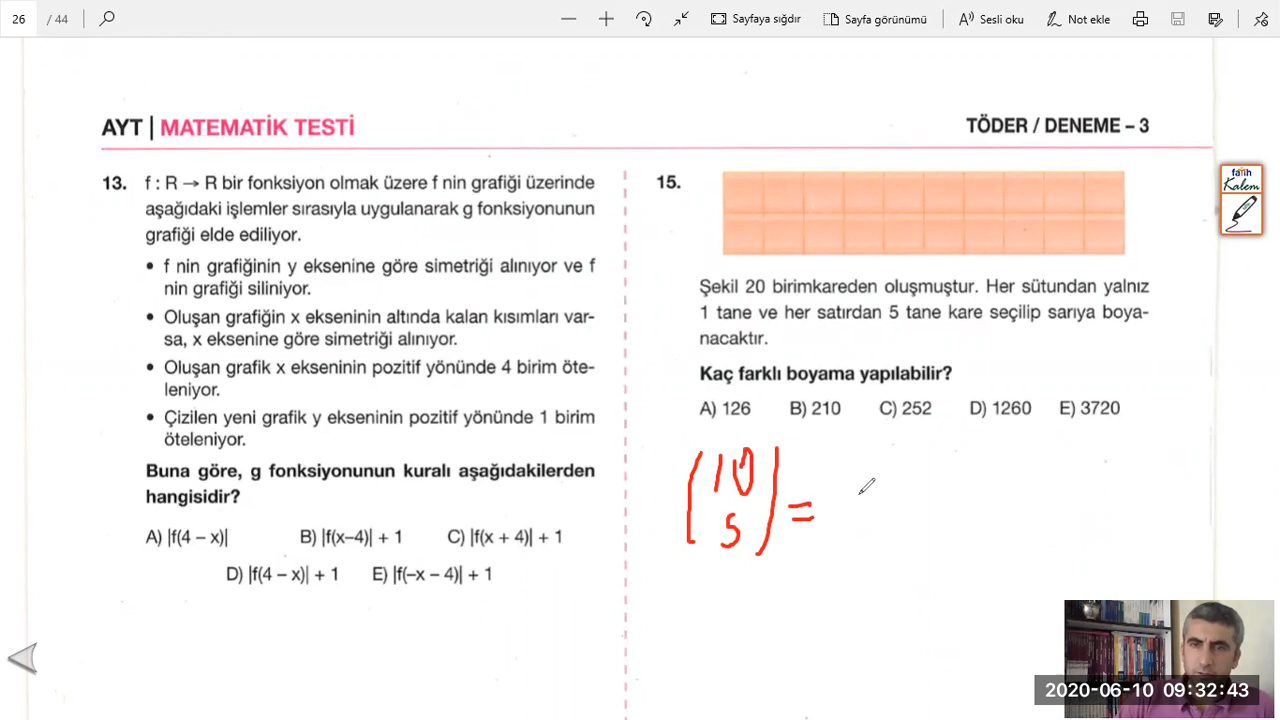 26 / 44 Sayfaya sığdır Sayfa görünümü Sesli oku Not ekle
AYT | MATEMATİK TESTİ
TÖDER / DENEME – 3
13. f : R → R bir fonksiyon olmak üzere f nin grafiği üzerinde
aşağıdaki işlemler sırasıyla uygulanarak g fonksiyonunun
grafiği elde ediliyor.
• f nin grafiğinin y eksenine göre simetriği alınıyor ve f
nin grafiği siliniyor.
• Oluşan grafiğin x ekseninin altında kalan kısımları var-
sa, x eksenine göre simetriği alınıyor.
• Oluşan grafik x ekseninin pozitif yönünde 4 birim öte-
leniyor.
• Çizilen yeni grafik y ekseninin pozitif yönünde 1 birim
öteleniyor.
Buna göre, g fonksiyonunun kuralı aşağıdakilerden
hangisidir?
A) |f(4 – x)| B) |f(x–4)| + 1 C) |f(x + 4)| + 1
D) |f(4 – x)| + 1 E) |f(–x – 4)| + 1
15.
Şekil 20 birimkareden oluşmuştur. Her sütundan yalnız
1 tane ve her satırdan 5 tane kare seçilip sarıya boya-
nacaktır.
Kaç farklı boyama yapılabilir?
A) 126 B) 210 C) 252 D) 1260 E) 3720
(10
5) =
fatih
Kalem
2020-06-10 09:32:43